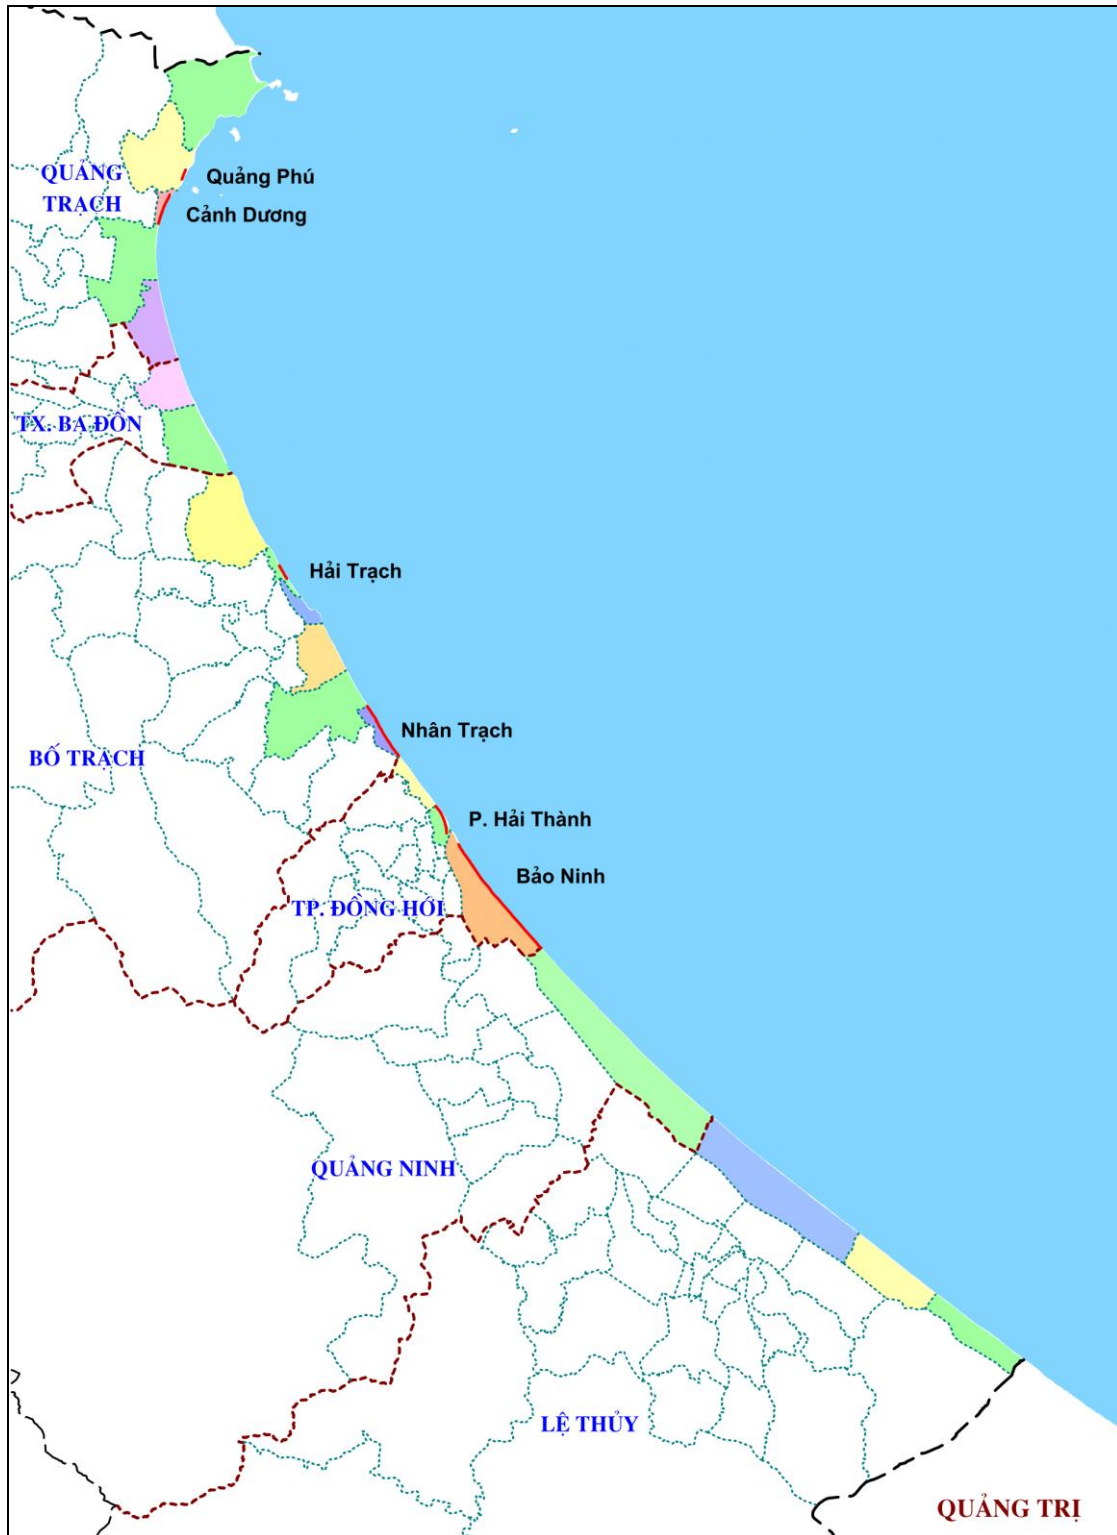 Quảng Phú
QUẢNG
TRẠCH
Cảnh Dương
TX. BA ĐỒN
Hải Trạch
Nhân Trạch
BỐ TRẠCH
P. Hải Thành
Bảo Ninh
TP. ĐỒNG HỚI
QUẢNG NINH
LỆ THỦY
QUẢNG TRỊ